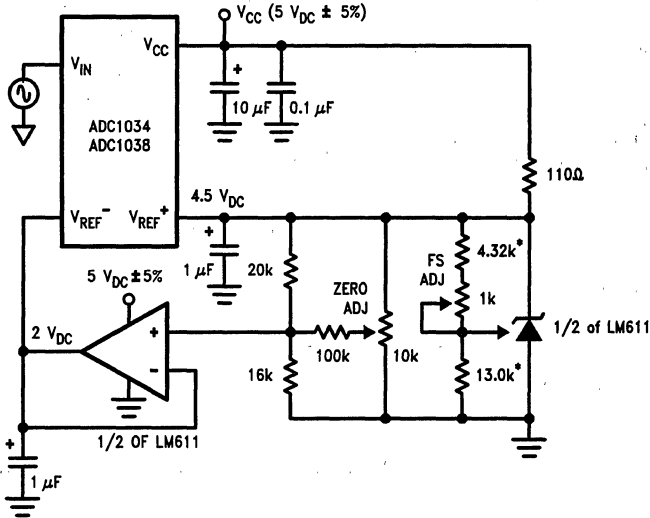 VCC (5 VDC ± 5%)
VCC
VIN
10 μF
0.1 μF
ADC1034
ADC1038
110Ω
4.5 VDC
VREF−
VREF+
1 μF
20k
4.32k*
FS
ADJ
1k
5 VDC ±5%
ZERO
ADJ
2 VDC
+
−
100k
10k
1/2 of LM611
16k
13.0k*
1/2 OF LM611
1 μF